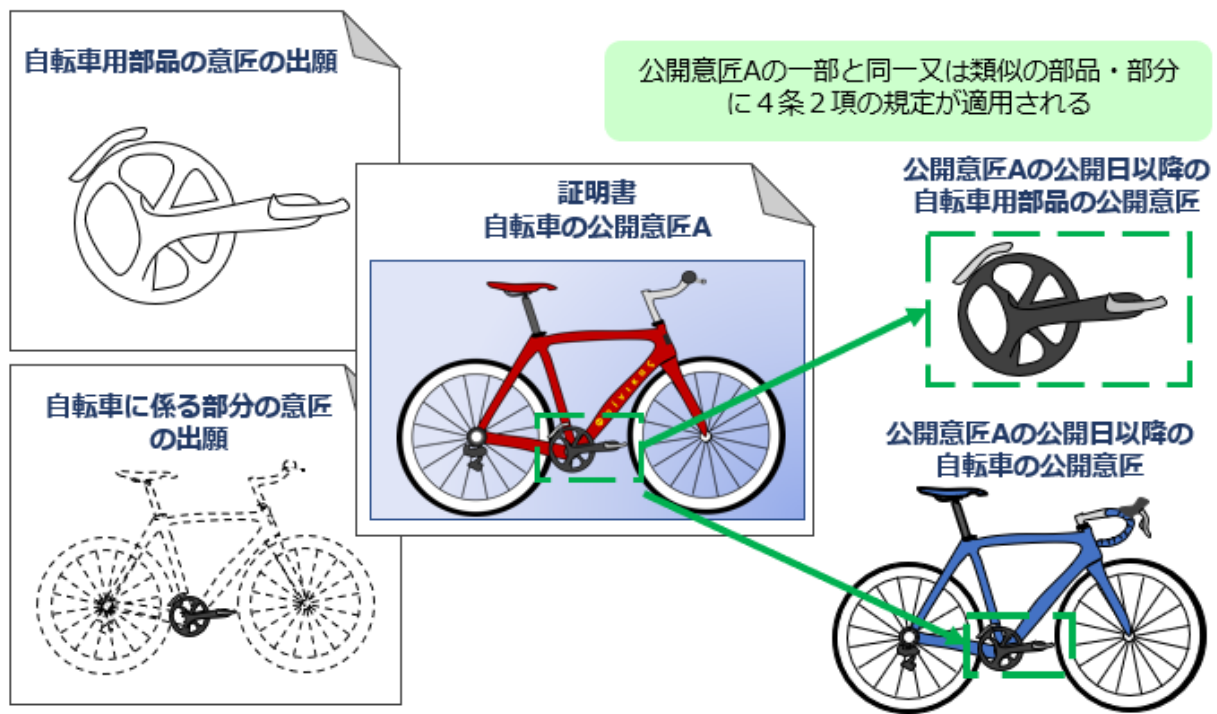 自転車用部品の意匠の出願
公開意匠Aの一部と同一又は類似の部品・部分
に４条２項の規定が適用される
証明書
自転車の公開意匠A
公開意匠Aの公開日以降の
自転車用部品の公開意匠
自転車に係る部分の意匠
の出願
公開意匠Aの公開日以降の
自転車の公開意匠